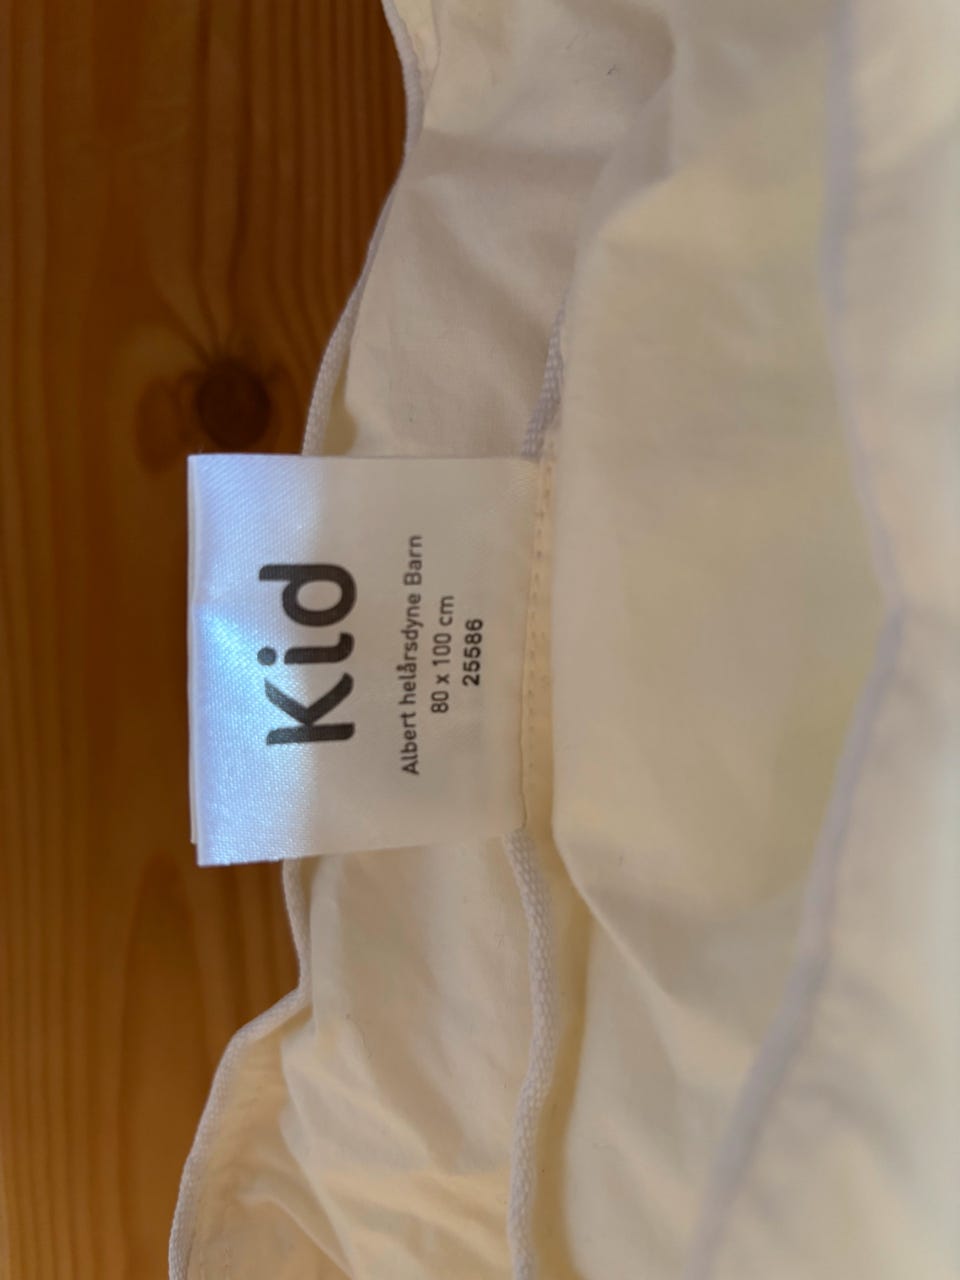 Kid
Albert helårsdyne Barn
80 x 100 cm
25586